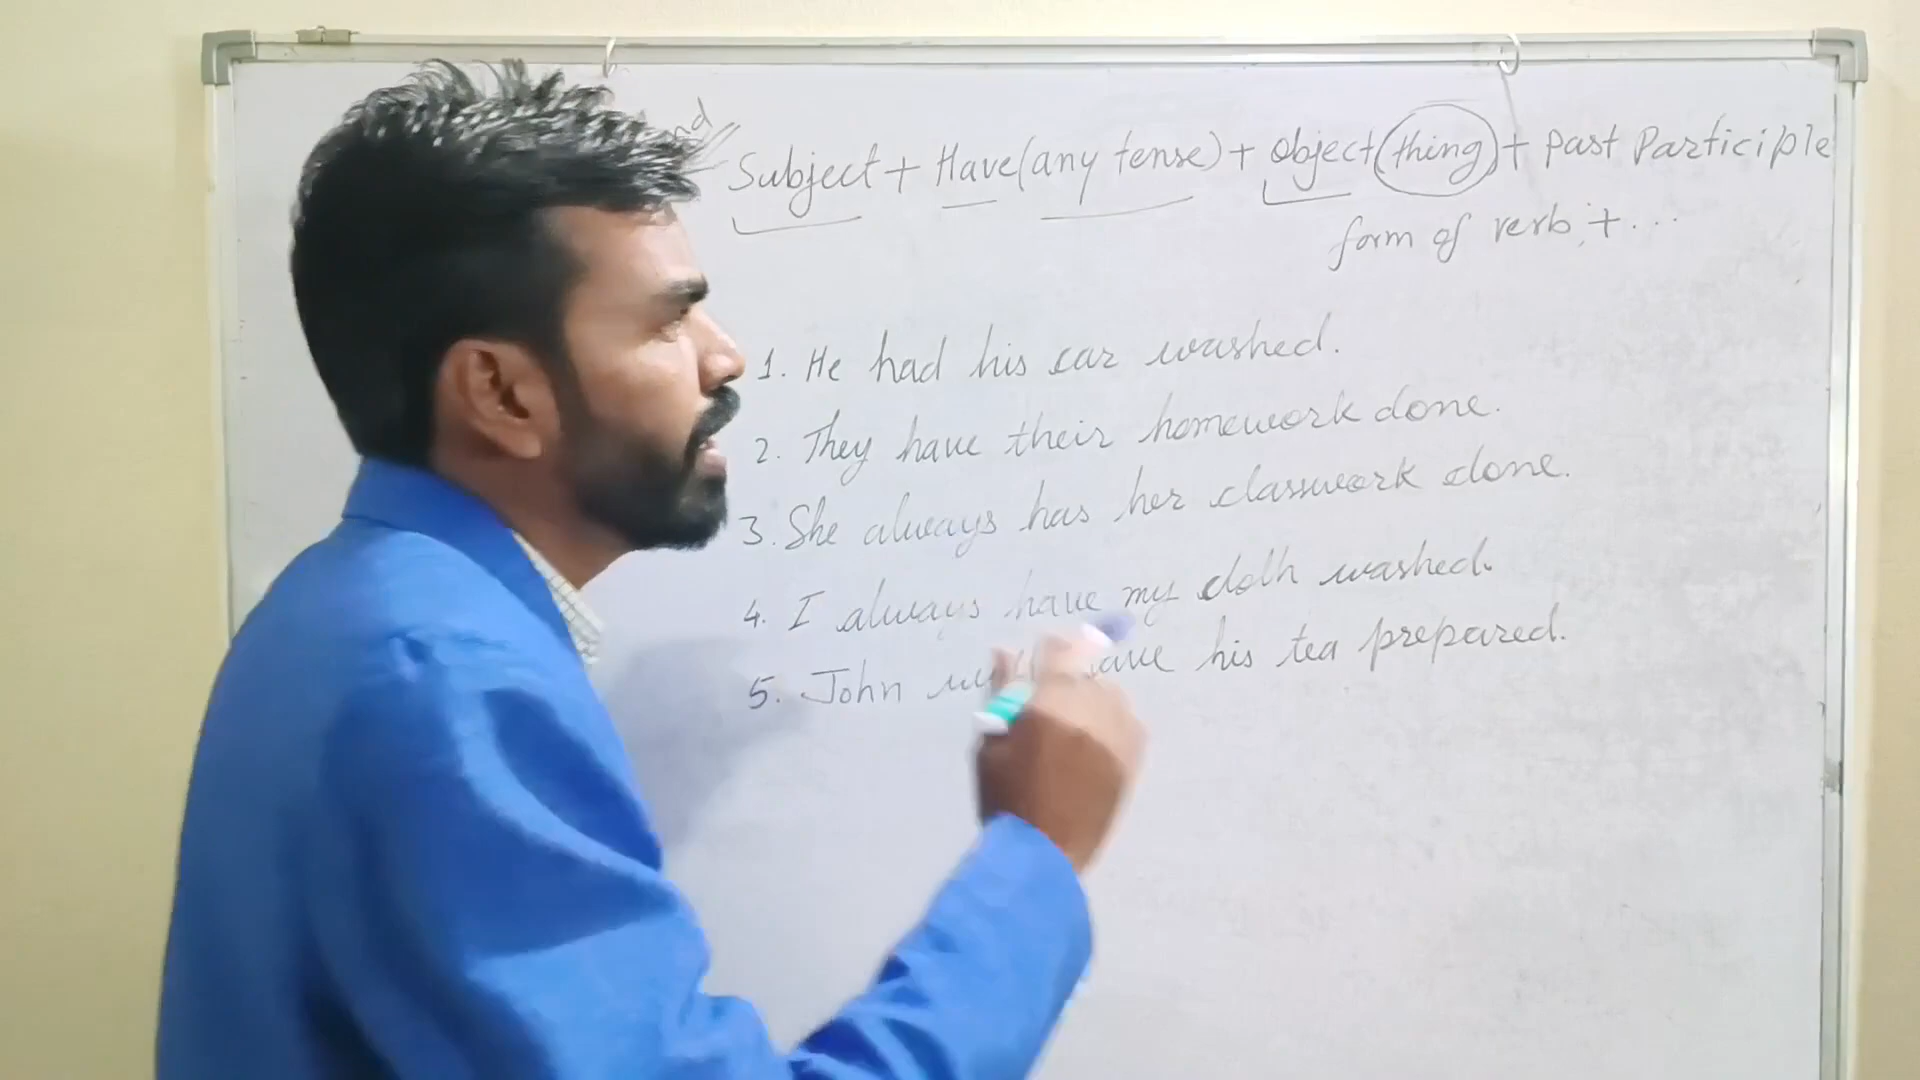 nd
Subject + Have(any tense) + object(thing) + Past Participle
form of verb + ...
1. He had his car washed.
2. They have their homework done.
3. She always has her classwork done.
4. I always have my cloth washed.
5. John have his tea prepared.